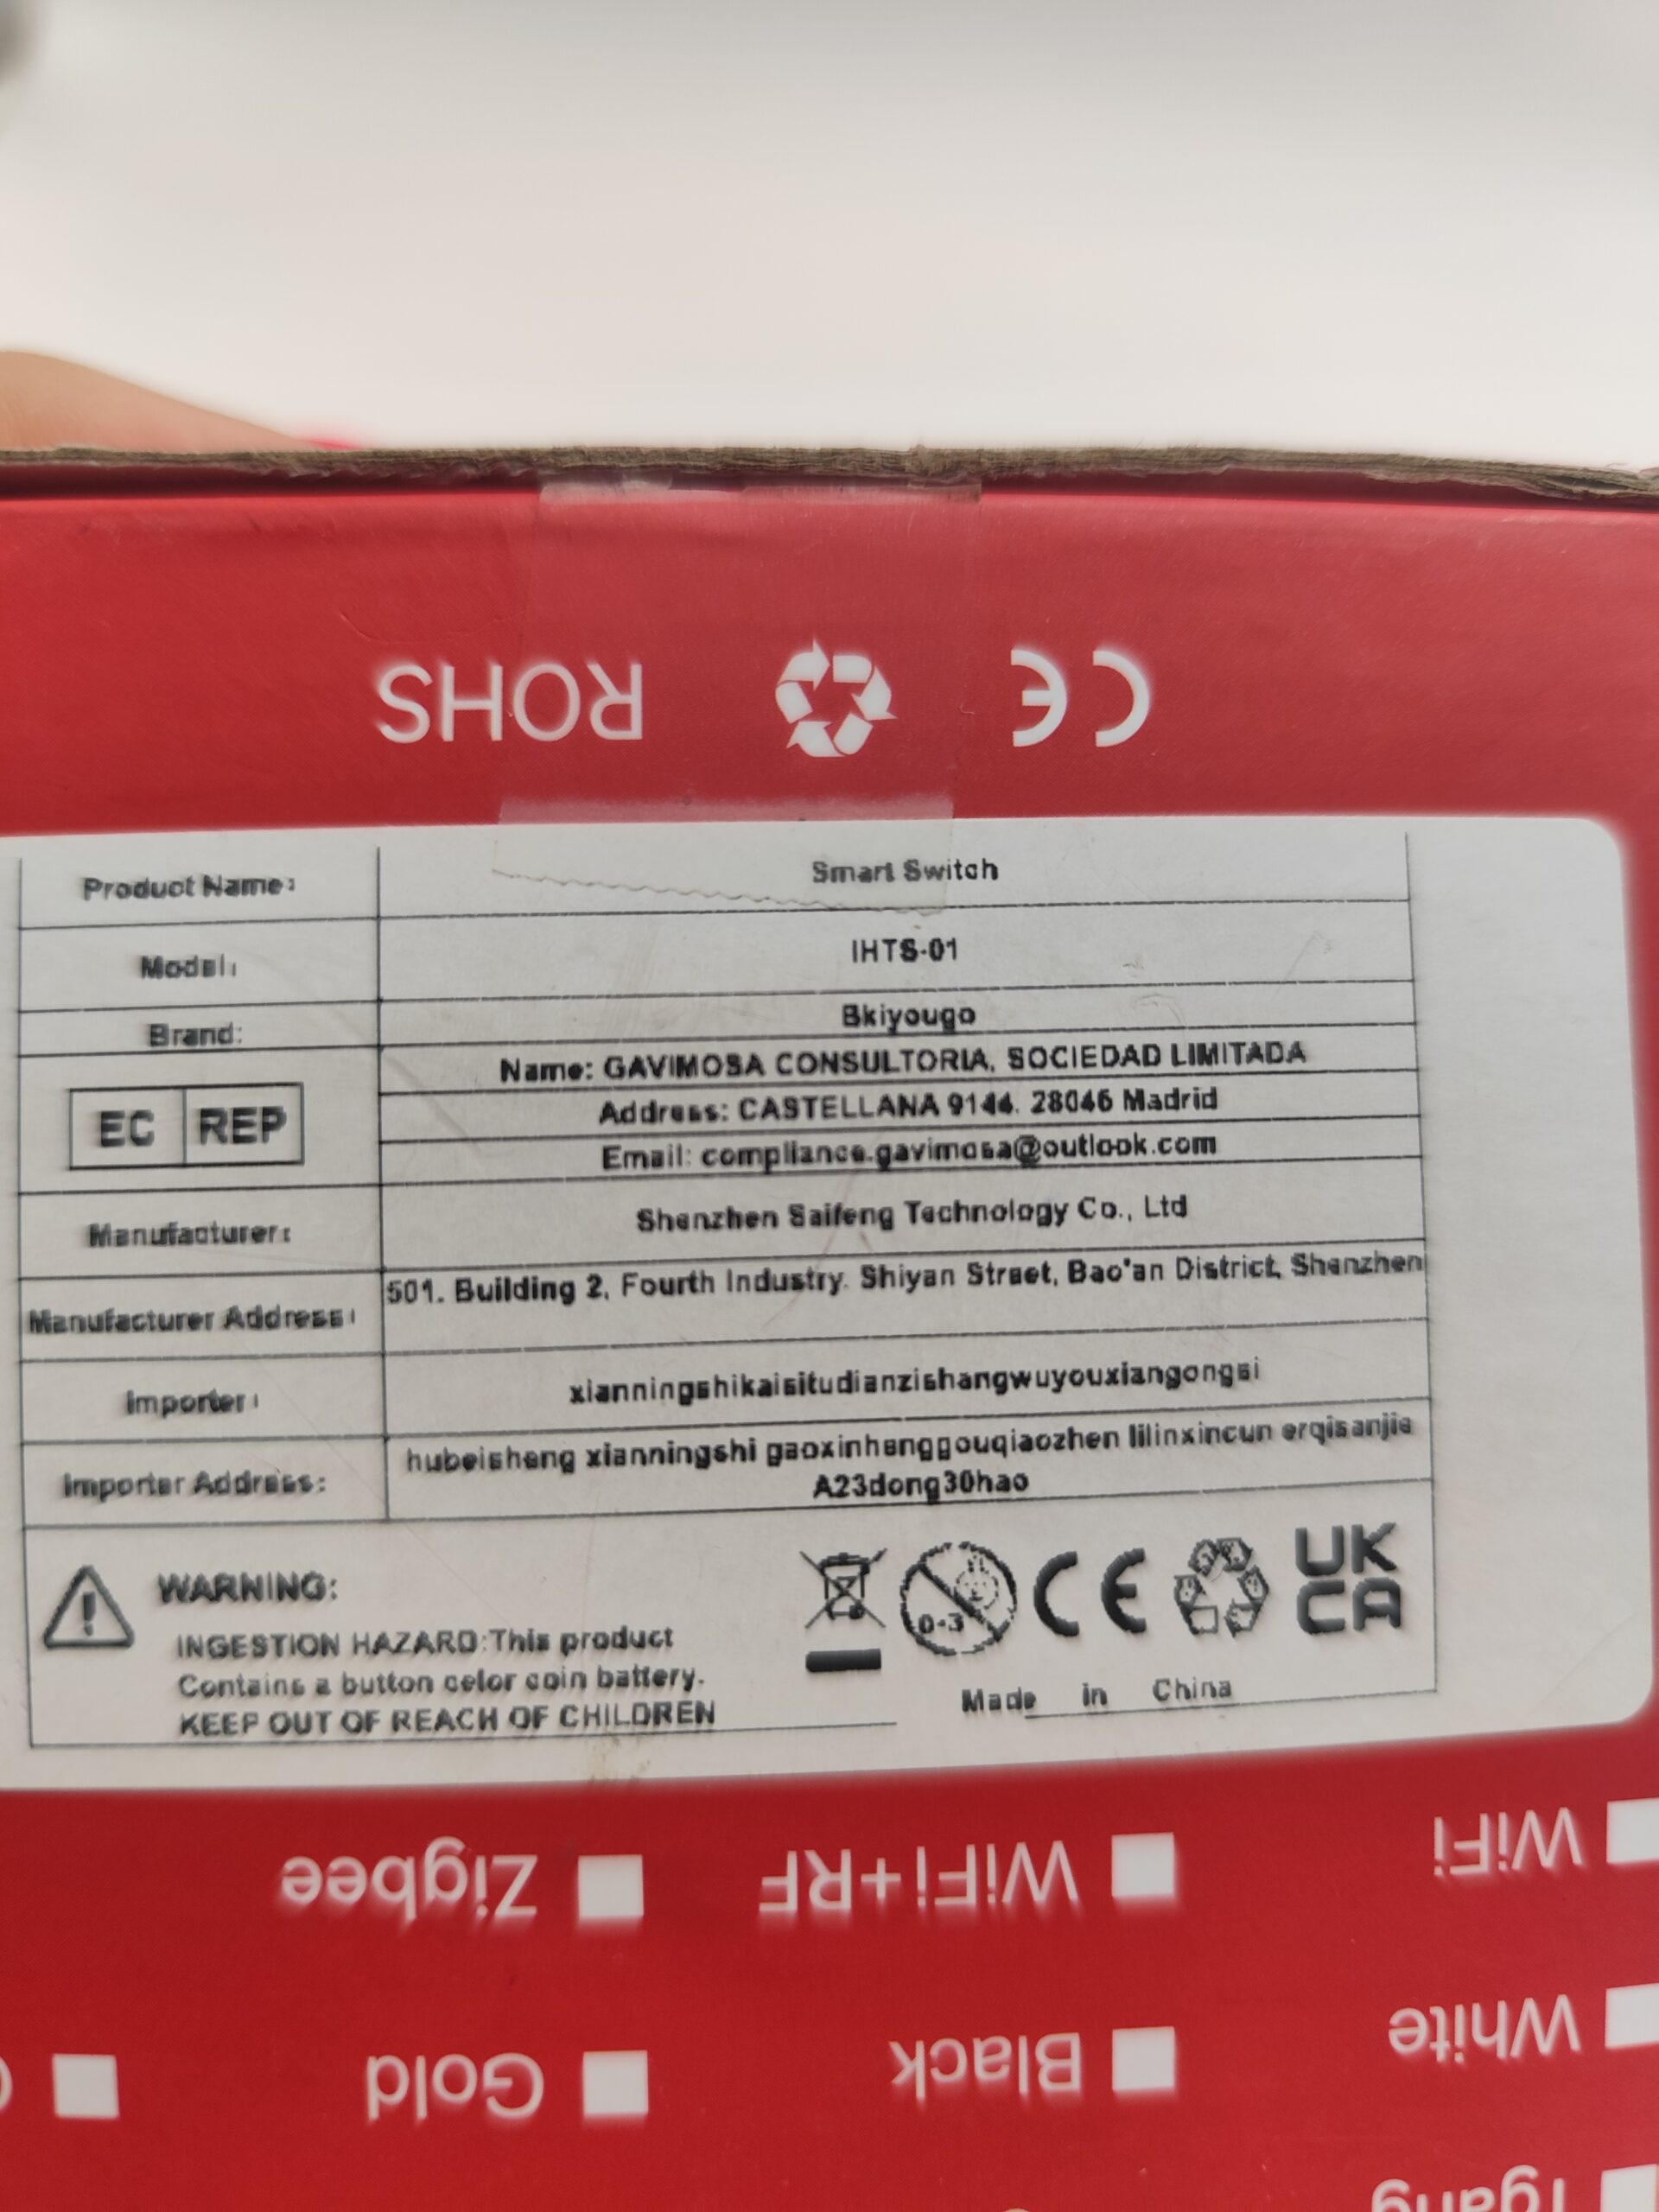 ROHS CE
Product Name: Smart Switch
Model: IHTS-01
Brand: Bkiyougo
EC REP
Name: GAVIMOSA CONSULTORIA, SOCIEDAD LIMITADA
Address: CASTELLANA 9144. 28046 Madrid
Email: compliance.gavimosa@outlook.com
Manufacturer: Shenzhen Saifeng Technology Co., Ltd
Manufacturer Address: 501. Building 2, Fourth Industry. Shiyan Street, Bao'an District, Shenzhen
Importer: xianningshikaisitudianzishangwuyouxiangongsi
Importer Address: hubeisheng xianningshi gaoxinhenggouqiaozhen lilinxincun erqisanjie
A23dong30hao
WARNING:
INGESTION HAZARD:This product
Contains a button celor coin battery.
KEEP OUT OF REACH OF CHILDREN
0-3 CE UK
CA
Made in China
Zigbee WiFi+RF WiFi
Gold Black White
1gang